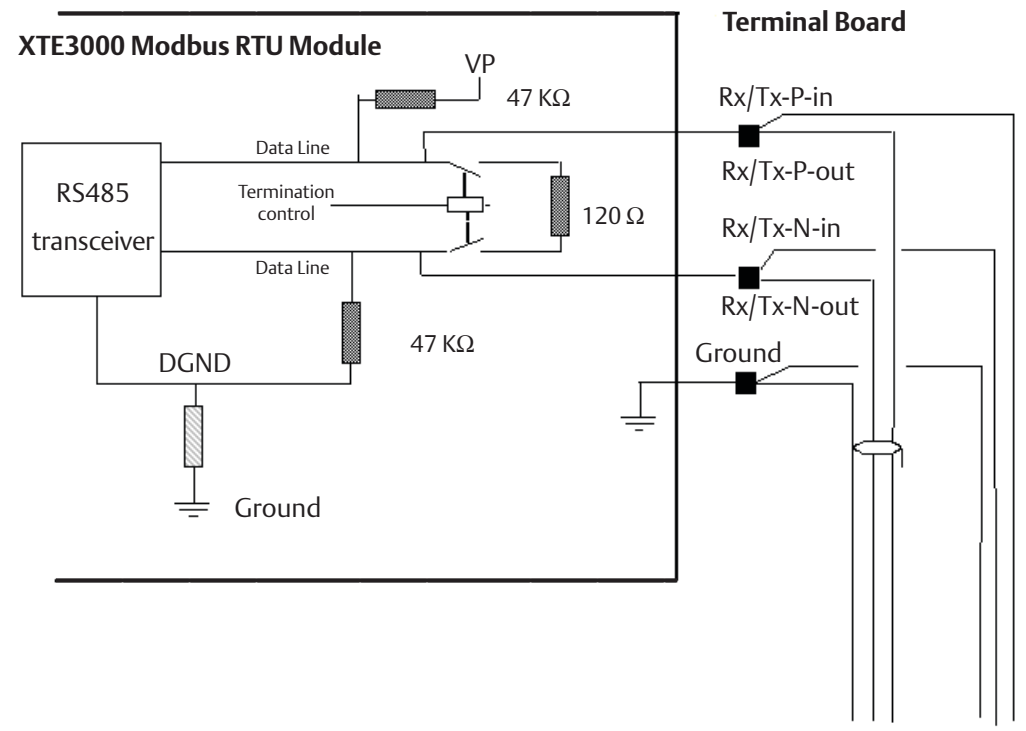 Terminal Board
XTE3000 Modbus RTU Module
VP
47 KΩ
Rx/Tx-P-in
Data Line
RS485
transceiver
Termination
control
120 Ω
Rx/Tx-P-out
Rx/Tx-N-in
Data Line
Rx/Tx-N-out
47 KΩ
Ground
DGND
Ground